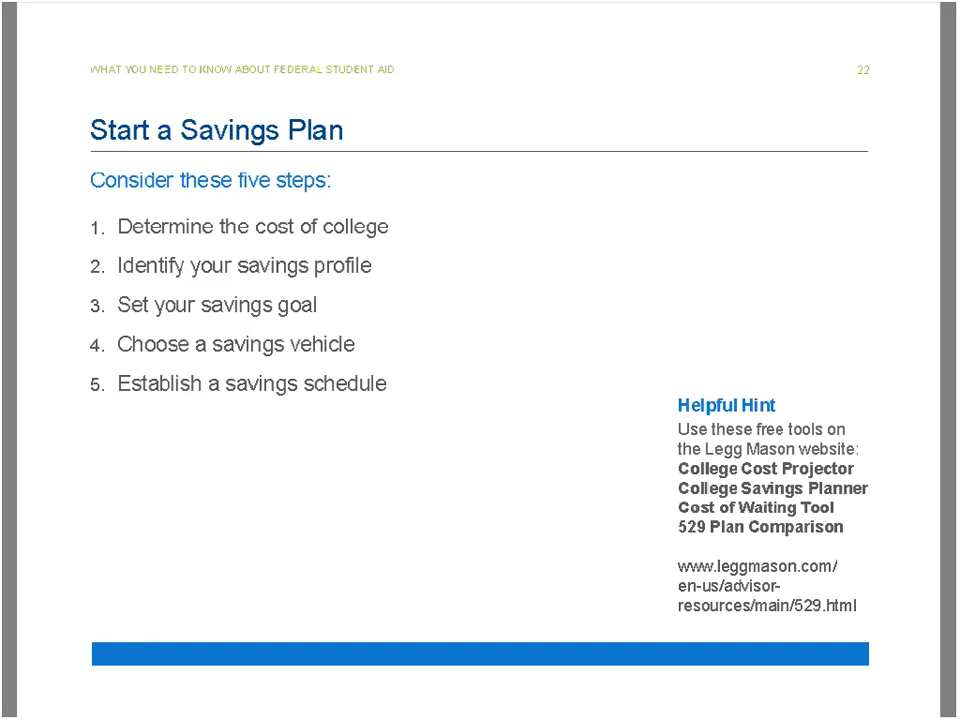 WHAT YOU NEED TO KNOW ABOUT FEDERAL STUDENT AID
22
Start a Savings Plan
Consider these five steps:
1. Determine the cost of college
2. Identify your savings profile
3. Set your savings goal
4. Choose a savings vehicle
5. Establish a savings schedule
Helpful Hint
Use these free tools on
the Legg Mason website:
College Cost Projector
College Savings Planner
Cost of Waiting Tool
529 Plan Comparison
www.leggmason.com/
en-us/advisor-
resources/main/529.html